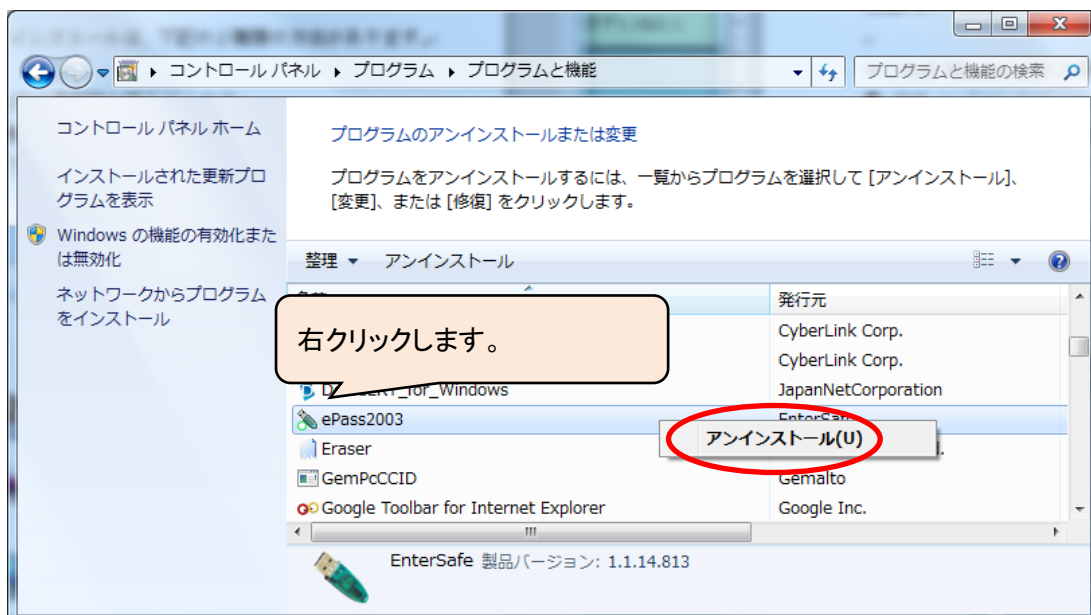 コントロール パネル ▸ プログラム ▸ プログラムと機能
プログラムと機能の検索
コントロール パネル ホーム
インストールされた更新プロ
グラムを表示
Windows の機能の有効化また
は無効化
ネットワークからプログラム
をインストール
プログラムのアンインストールまたは変更
プログラムをアンインストールするには、一覧からプログラムを選択して [アンインストール]、
[変更]、または [修復] をクリックします。
整理 ▼ アンインストール
発行元
右クリックします。
CyberLink Corp.
CyberLink Corp.
_for_Windows JapanNetCorporation
ePass2003
アンインストール(U)
Eraser
GemPcCCID Gemalto
Google Toolbar for Internet Explorer Google Inc.
EnterSafe 製品バージョン: 1.1.14.813